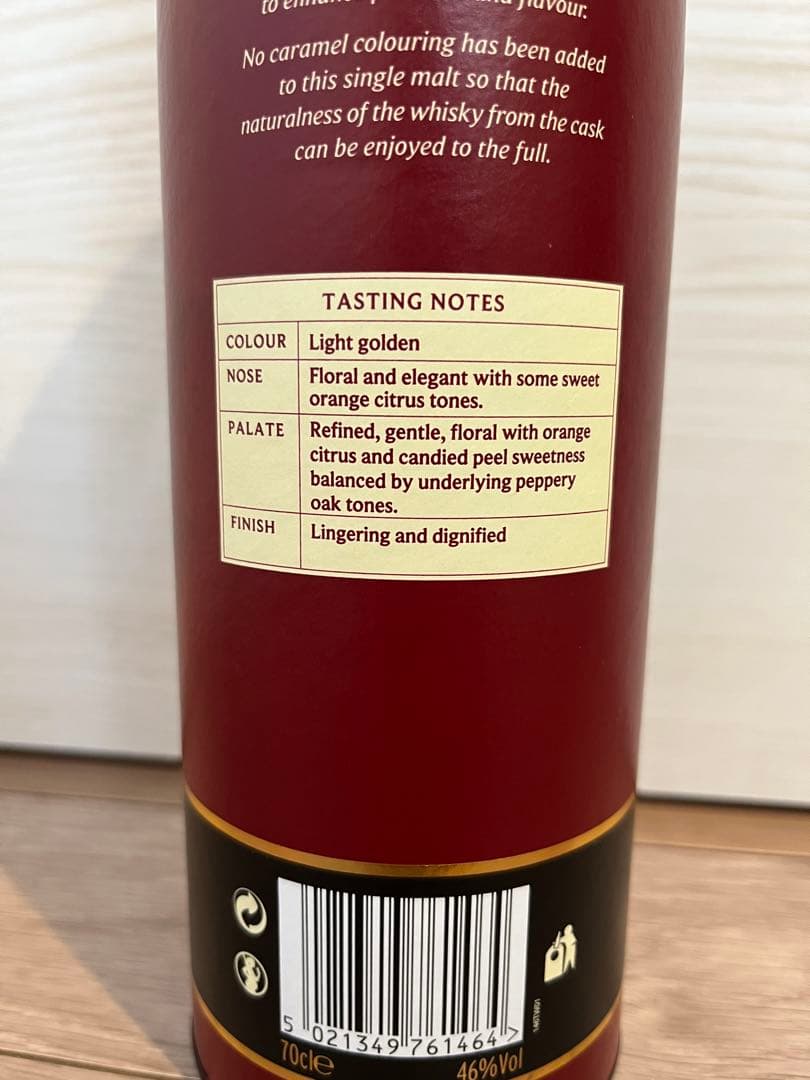 to
flavour.
No caramel colouring has been added
to this single malt so that the
naturalness of the whisky from the cask
can be enjoyed to the full.
TASTING NOTES
COLOUR Light golden
NOSE Floral and elegant with some sweet
orange citrus tones.
PALATE Refined, gentle, floral with orange
citrus and candied peel sweetness
balanced by underlying peppery
oak tones.
FINISH Lingering and dignified
5 021349 761464 >
70cl℮ 46%Vol